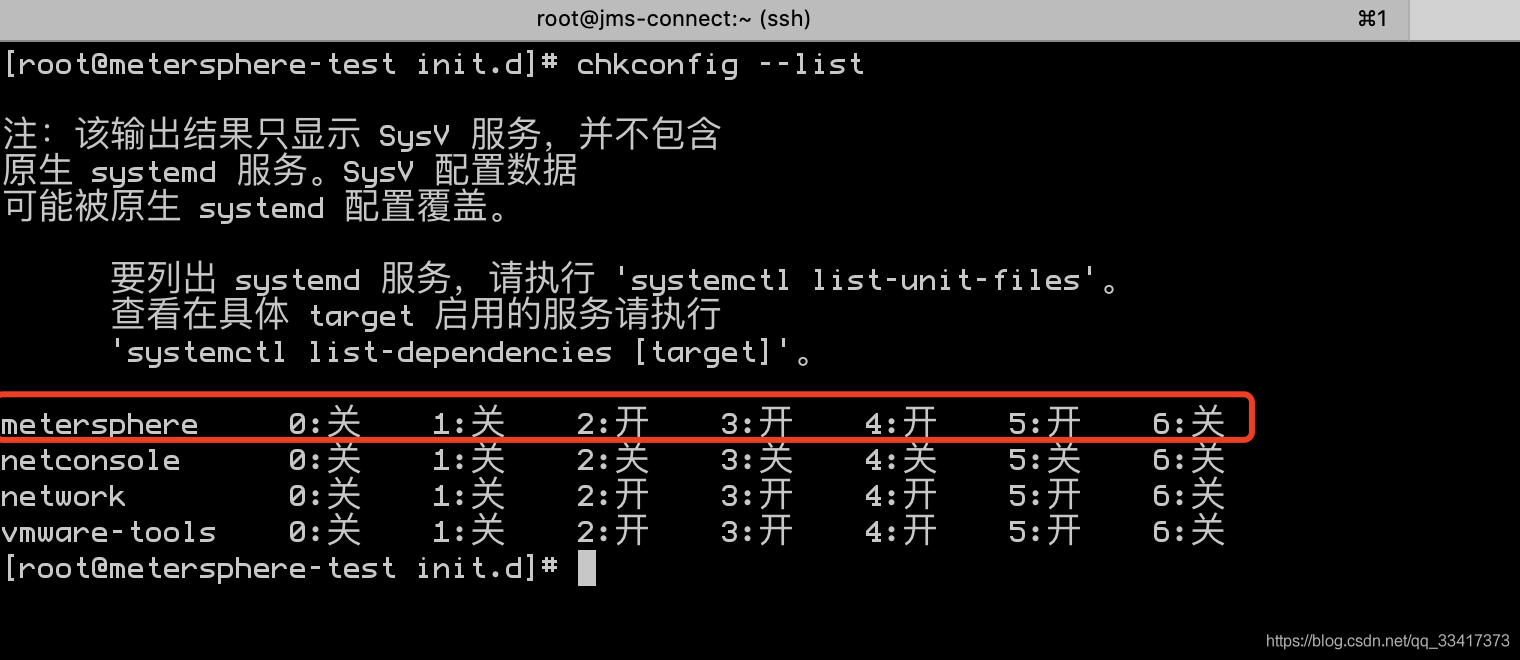 root@jms-connect:~ (ssh) ⌘1
[root@metersphere-test init.d]# chkconfig --list
注：该输出结果只显示 SysV 服务，并不包含
原生 systemd 服务。SysV 配置数据
可能被原生 systemd 配置覆盖。
要列出 systemd 服务，请执行 'systemctl list-unit-files'。
查看在具体 target 启用的服务请执行
'systemctl list-dependencies [target]'。
metersphere 0:关 1:关 2:开 3:开 4:开 5:开 6:关
netconsole 0:关 1:关 2:关 3:关 4:关 5:关 6:关
network 0:关 1:关 2:开 3:开 4:开 5:开 6:关
vmware-tools 0:关 1:关 2:开 3:开 4:开 5:开 6:关
[root@metersphere-test init.d]#
https://blog.csdn.net/qq_33417373